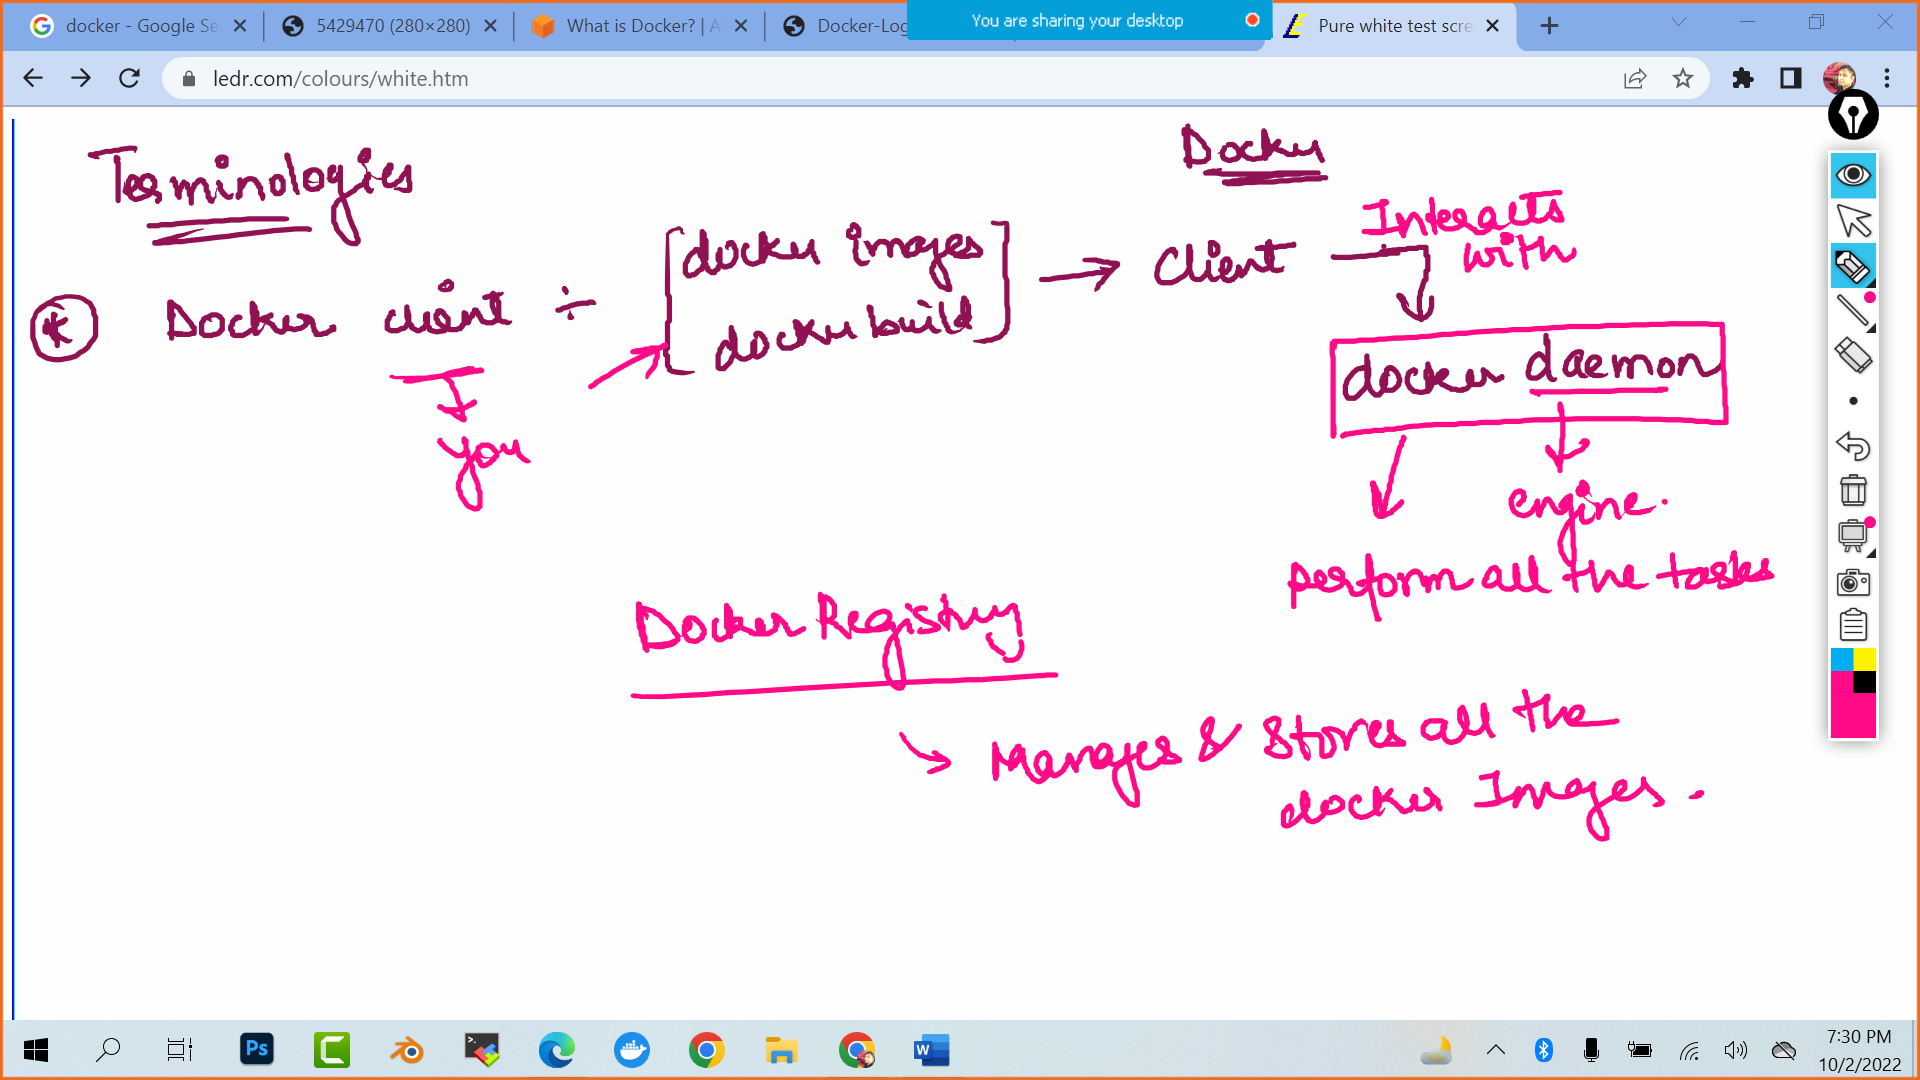 docker - Google Se
5429470 (280×280)
What is Docker? | A
Docker-Log
You are sharing your desktop
Pure white test scre
ledr.com/colours/white.htm
Terminologies
Docker
Interacts
with
Docker client ÷
docker images
docker build
client
you
docker daemon
engine.
perform all the tasks
Docker Registry
Manages & Stores all the
docker Images.
7:30 PM
10/2/2022